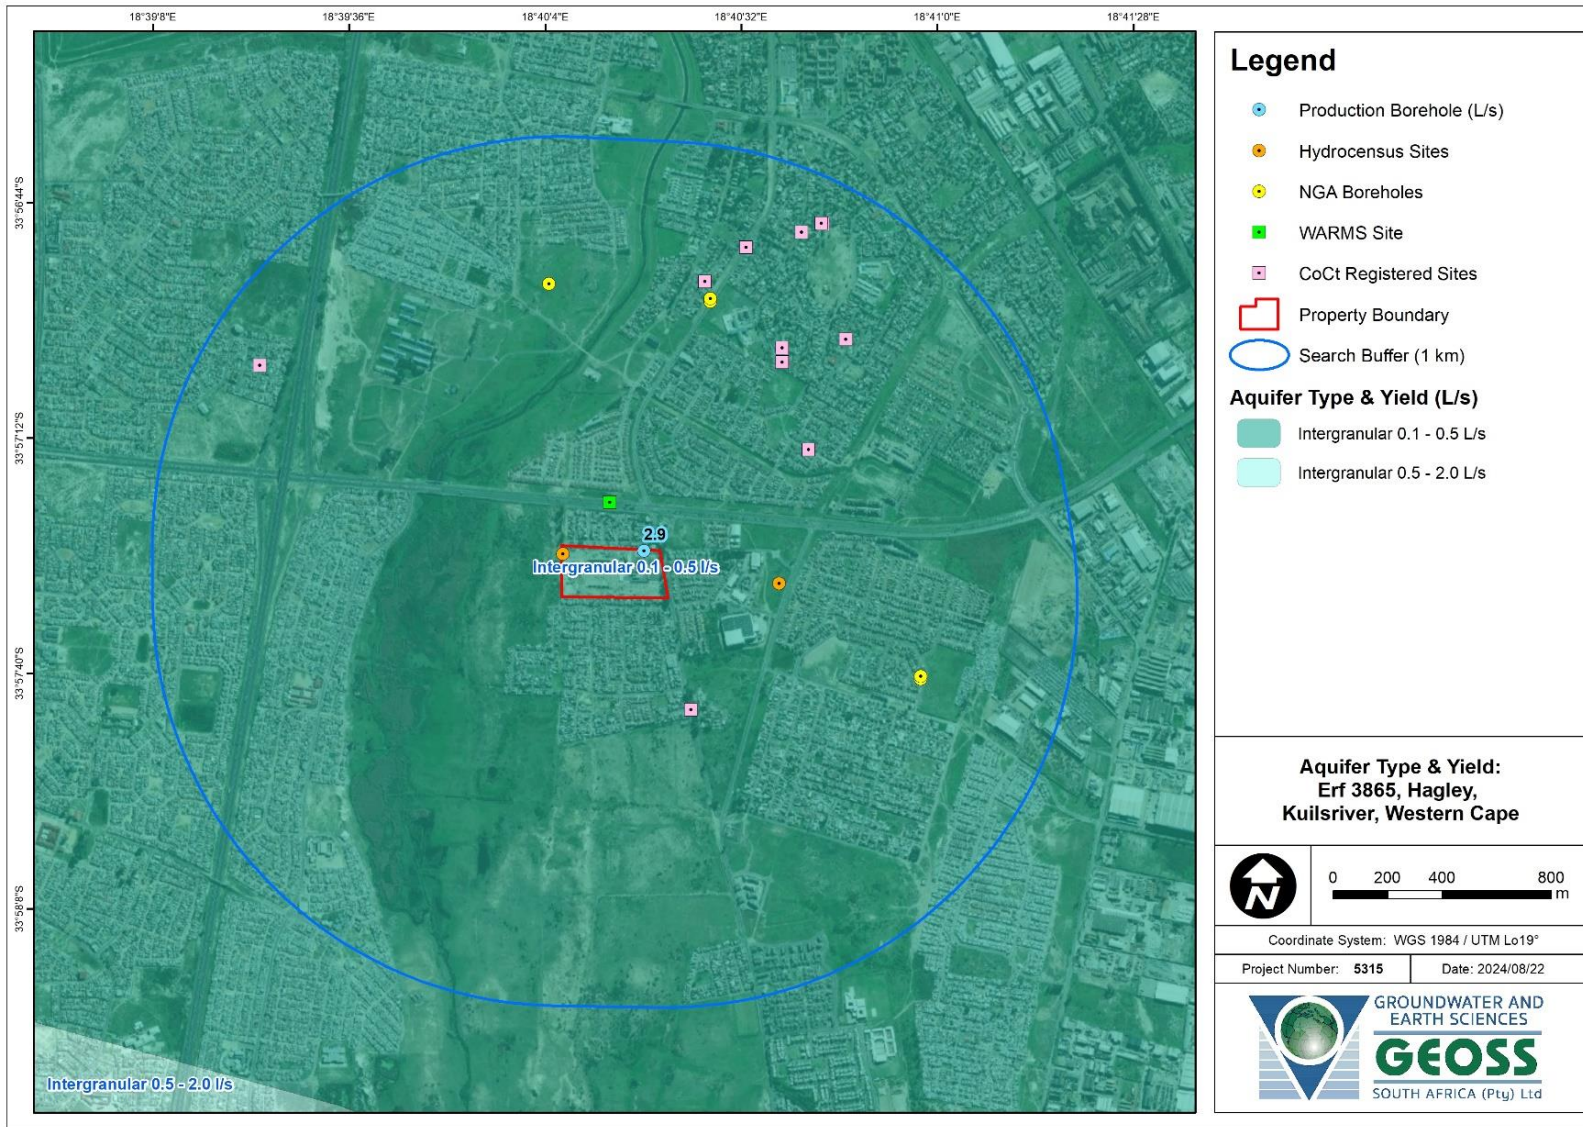 18°39'8"E
18°39'36"E
18°40'4"E
18°40'32"E
18°41'0"E
18°41'28"E
33°56'44"S
33°57'12"S
33°57'40"S
33°58'8"S
2.9
Intergranular 0.1 - 0.5 l/s
Intergranular 0.5 - 2.0 l/s
Legend
Production Borehole (L/s)
Hydrocensus Sites
NGA Boreholes
WARMS Site
CoCt Registered Sites
Property Boundary
Search Buffer (1 km)
Aquifer Type & Yield (L/s)
Intergranular 0.1 - 0.5 L/s
Intergranular 0.5 - 2.0 L/s
Aquifer Type & Yield:
Erf 3865, Hagley,
Kuilsriver, Western Cape
N
0 200 400 800
m
Coordinate System: WGS 1984 / UTM Lo19°
Project Number: 5315
Date: 2024/08/22
GROUNDWATER AND
EARTH SCIENCES
GEOSS
SOUTH AFRICA (Pty) Ltd